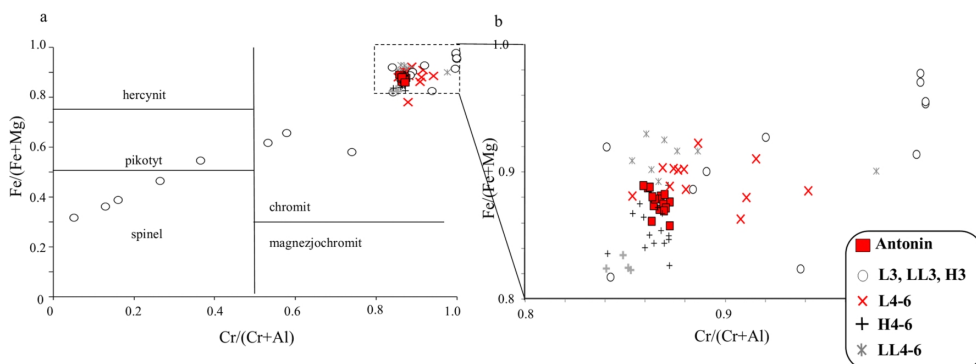 a
b
1.0
0.8
0.6
0.4
0.2
0
Fe/(Fe+Mg)
hercynit
pikotyt
spinel
chromit
magnezjochromit
0 0.2 0.4 0.6 0.8 1.0
Cr/(Cr+Al)
1.0
0.9
0.8
Fe/(Fe+Mg)
0.8 0.9
Cr/(Cr+Al)
Antonin
L3, LL3, H3
L4-6
H4-6
LL4-6